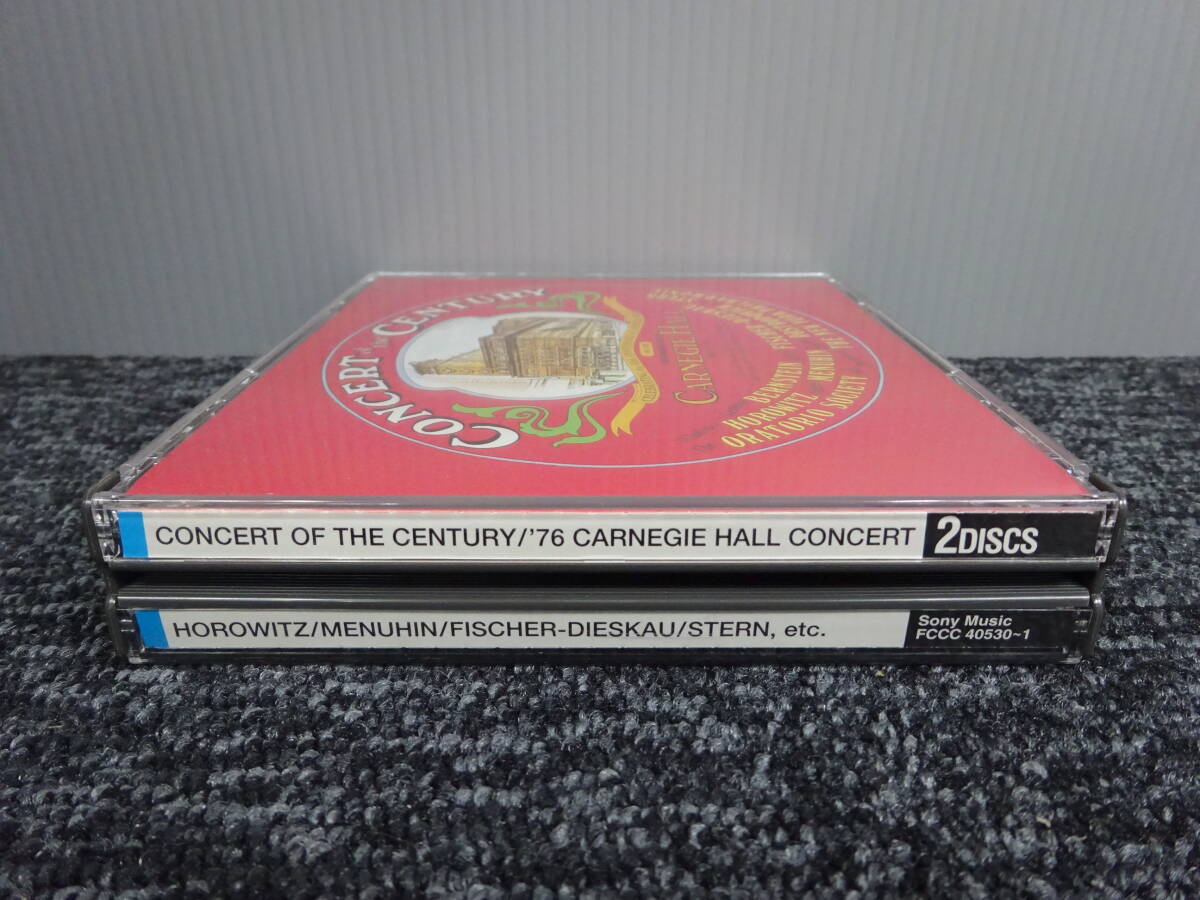 CONCERT of THE CENTURY
CARNEGIE HALL
BERNSTEIN
HOROWITZ MENUHIN
ORATORIO SOCIETY
CONCERT OF THE CENTURY/'76 CARNEGIE HALL CONCERT 2DISCS
HOROWITZ/MENUHIN/FISCHER-DIESKAU/STERN, etc. Sony Music
FCCC 40530~1